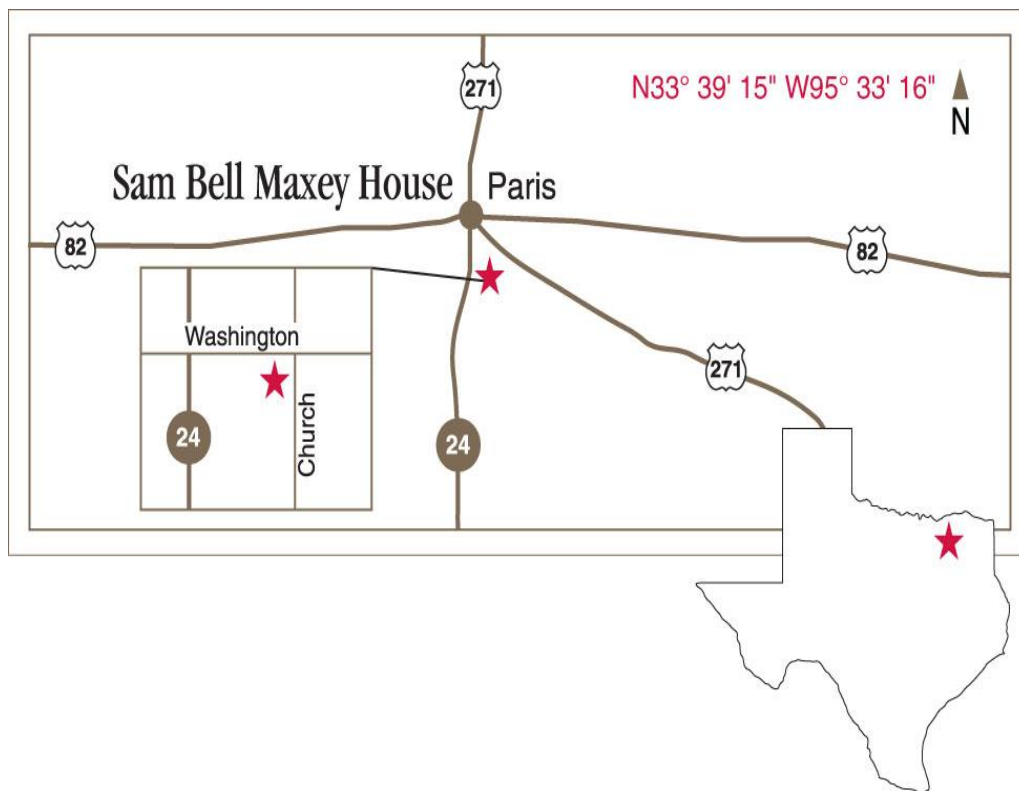 271
N33° 39' 15" W95° 33' 16"
N
Sam Bell Maxey House
Paris
82
82
Washington
271
24
Church
24